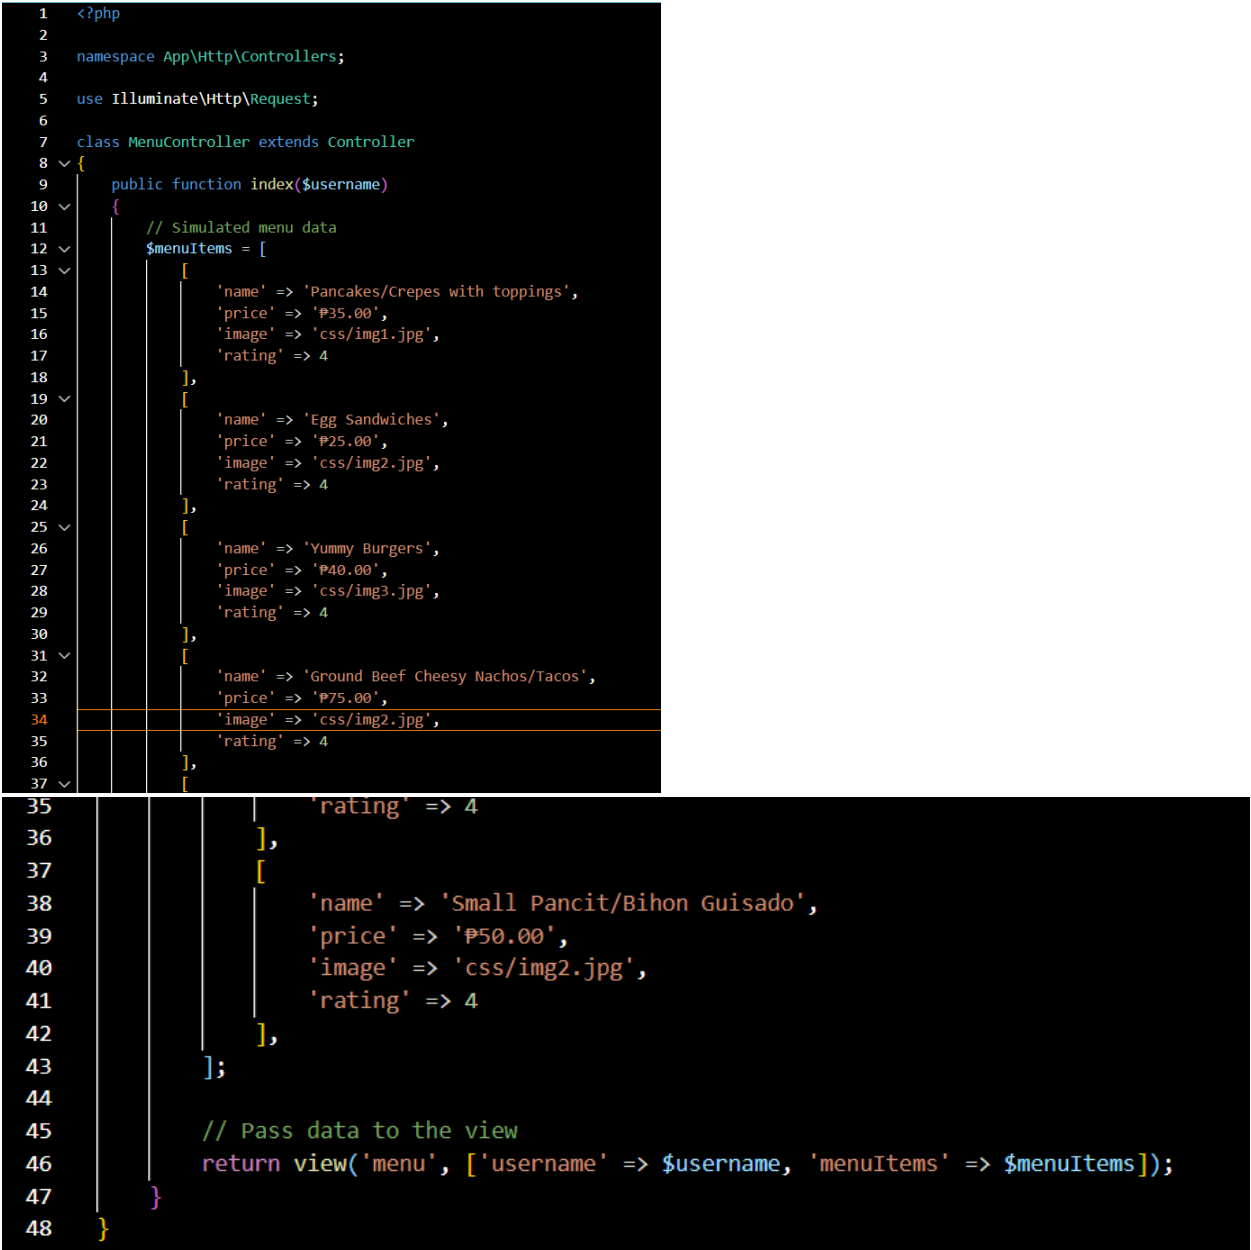 1 <?php
2
3 namespace App\Http\Controllers;
4
5 use Illuminate\Http\Request;
6
7 class MenuController extends Controller
8 {
9 public function index($username)
10 {
11 // Simulated menu data
12 $menuItems = [
13 [
14 'name' => 'Pancakes/Crepes with toppings',
15 'price' => '₱35.00',
16 'image' => 'css/img1.jpg',
17 'rating' => 4
18 ],
19 [
20 'name' => 'Egg Sandwiches',
21 'price' => '₱25.00',
22 'image' => 'css/img2.jpg',
23 'rating' => 4
24 ],
25 [
26 'name' => 'Yummy Burgers',
27 'price' => '₱40.00',
28 'image' => 'css/img3.jpg',
29 'rating' => 4
30 ],
31 [
32 'name' => 'Ground Beef Cheesy Nachos/Tacos',
33 'price' => '₱75.00',
34 'image' => 'css/img2.jpg',
35 'rating' => 4
36 ],
37 [
35 'rating' => 4
36 ],
37 [
38 'name' => 'Small Pancit/Bihon Guisado',
39 'price' => '₱50.00',
40 'image' => 'css/img2.jpg',
41 'rating' => 4
42 ],
43 ];
44
45 // Pass data to the view
46 return view('menu', ['username' => $username, 'menuItems' => $menuItems]);
47 }
48 }